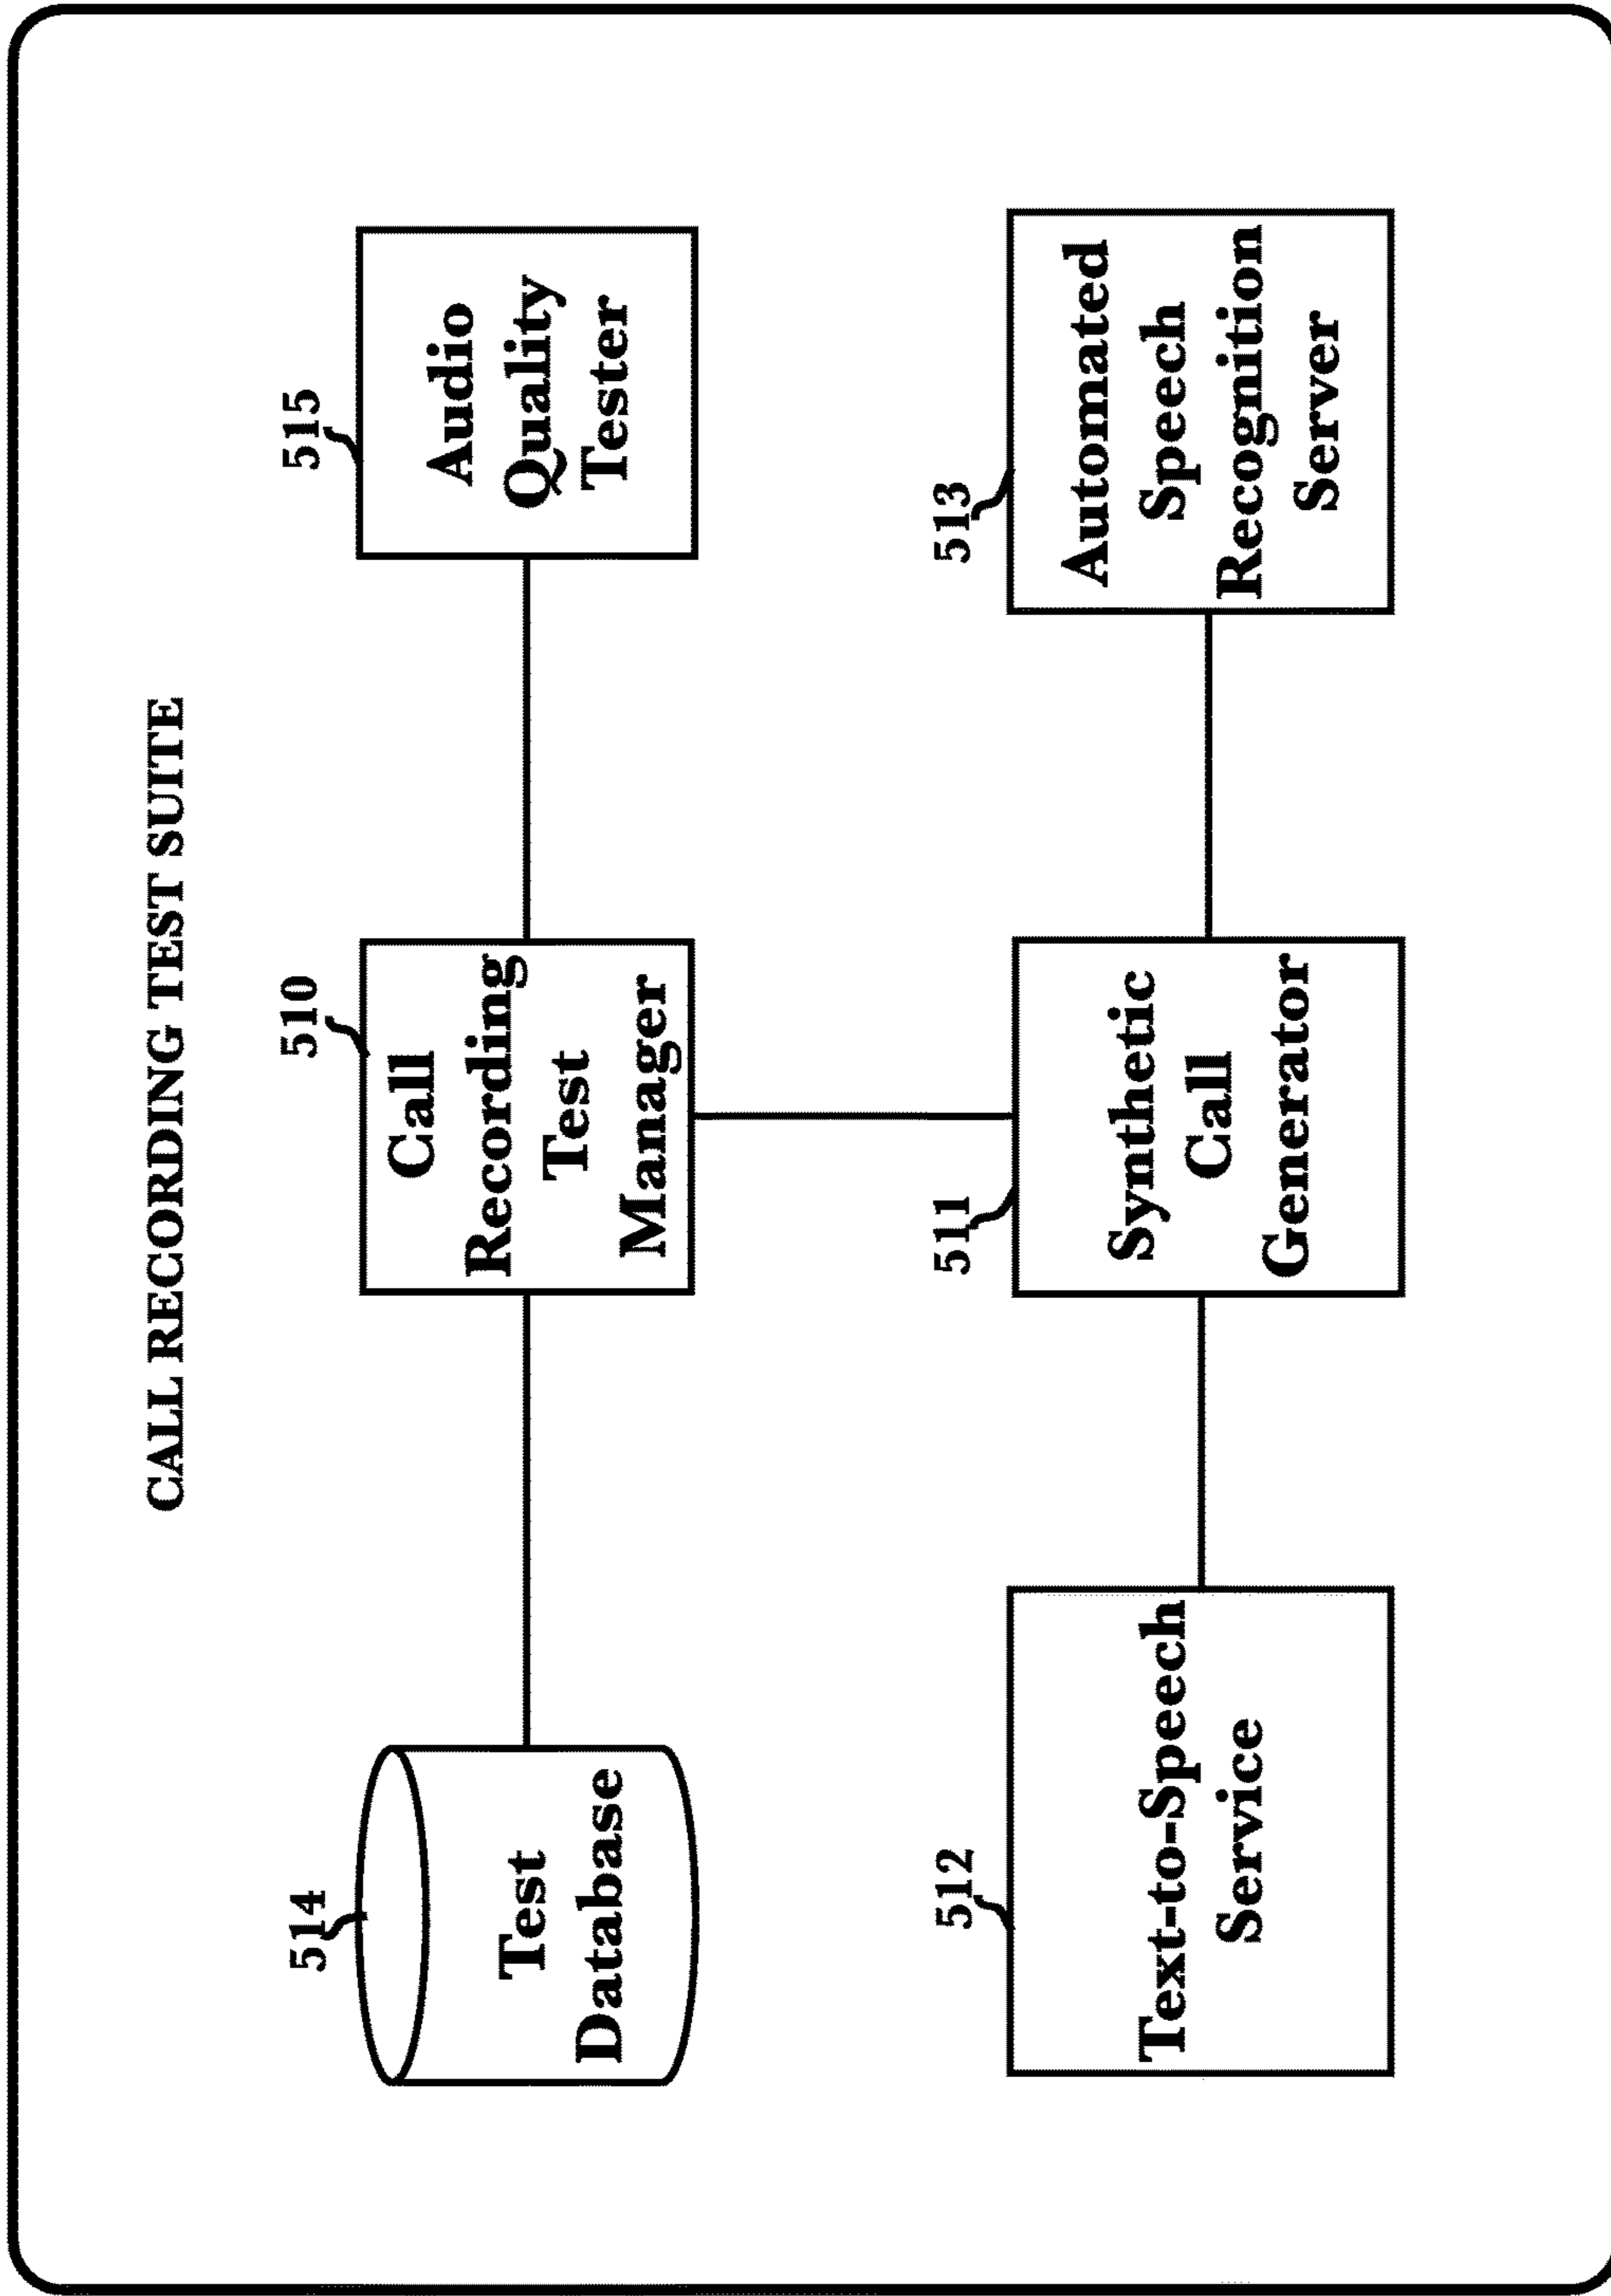 CALL RECORDING TEST SUITE
514
Test
Database
510
Call
Recording
Test
Manager
515
Audio
Quality
Tester
512
Text-to-Speech
Service
511
Synthetic
Call
Generator
513
Automated
Speech
Recognition
Server